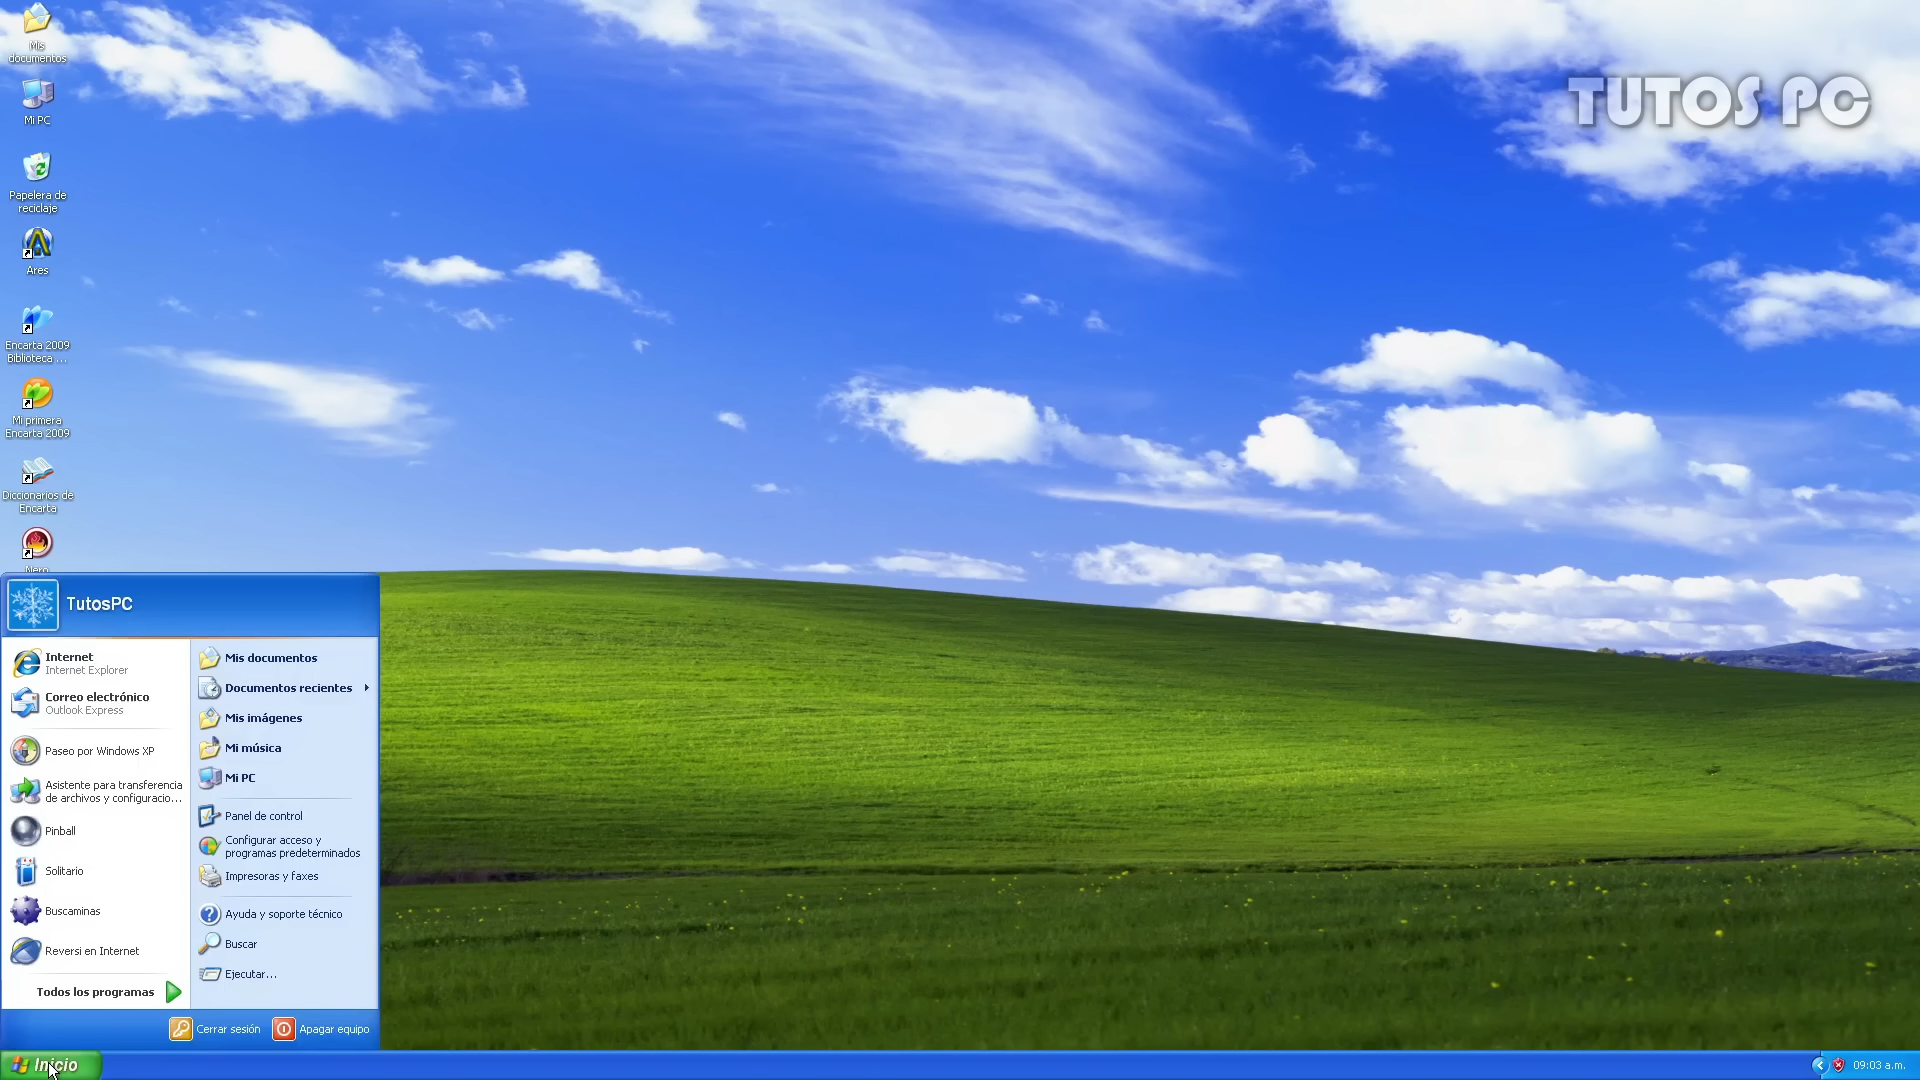 Mis
documentos
Mi PC
Papelera de
reciclaje
Ares
Encarta 2009
Biblioteca ...
Mi primera
Encarta 2009
Diccionarios de
Encarta
Nero
TUTOS PC
TutosPC
Internet
Internet Explorer
Correo electrónico
Outlook Express
Paseo por Windows XP
Asistente para transferencia
de archivos y configuracio...
Pinball
Solitario
Buscaminas
Reversi en Internet
Todos los programas
Mis documentos
Documentos recientes
Mis imágenes
Mi música
Mi PC
Panel de control
Configurar acceso y
programas predeterminados
Impresoras y faxes
Ayuda y soporte técnico
Buscar
Ejecutar...
Cerrar sesión
Apagar equipo
Inicio
09:03 a.m.